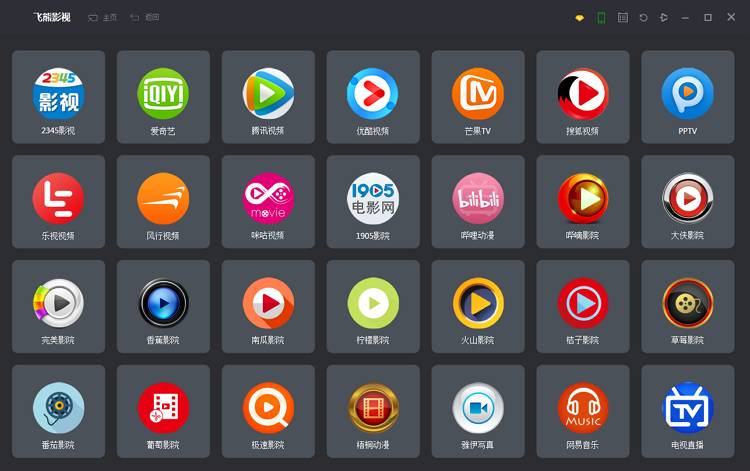 飞熊影视 主页 返回
2345
影视
iQIYI
TV
2345影视 爱奇艺 腾讯视频 优酷视频 芒果TV 搜狐视频 PPTV
movie
1905
电影网
bilibili
乐视视频 风行视频 咪咕视频 1905影院 哔哩动漫 哗嘀影院 大侠影院
完美影院 香蕉影院 南瓜影院 柠檬影院 火山影院 桔子影院 草莓影院
MUSIC
TV
番茄影院 葡萄影院 极速影院 梧桐动漫 雅伊写真 网易音乐 电视直播